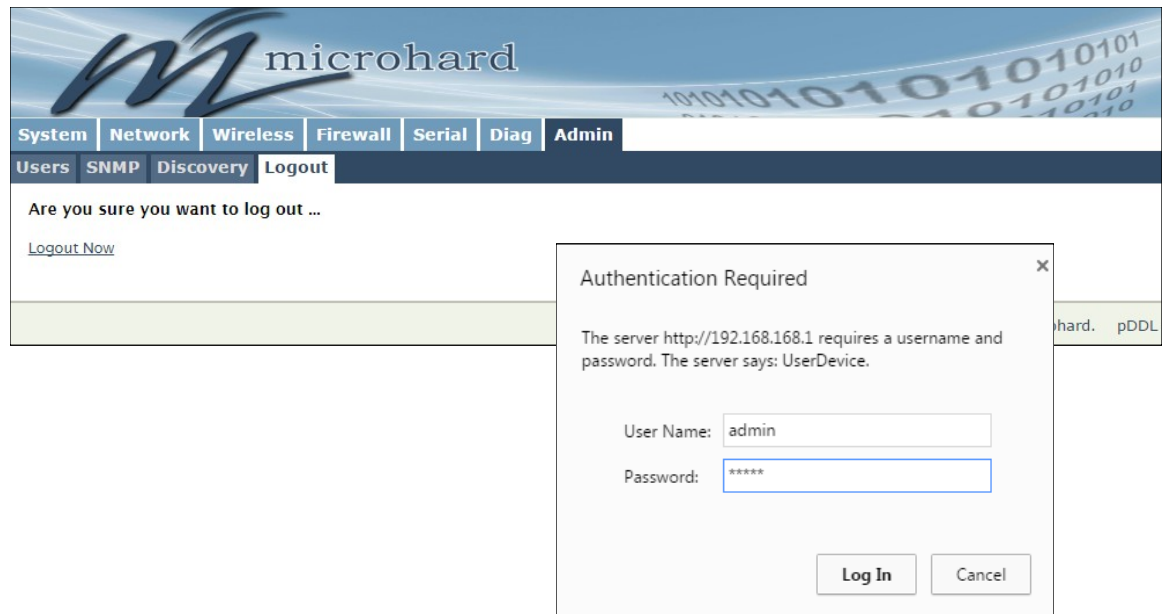 microhard
System Network Wireless Firewall Serial Diag Admin
Users SNMP Discovery Logout
Are you sure you want to log out ...
Logout Now
hard. pDDL
Authentication Required
×
The server http://192.168.168.1 requires a username and
password. The server says: UserDevice.
User Name: admin
Password: *****
Log In Cancel